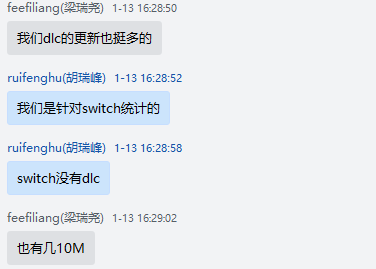 feefiliang(梁瑞尧) 1-13 16:28:50
我们dlc的更新也挺多的
ruifenghu(胡瑞峰) 1-13 16:28:52
我们是针对switch统计的
ruifenghu(胡瑞峰) 1-13 16:28:58
switch没有dlc
feefiliang(梁瑞尧) 1-13 16:29:02
也有几10M